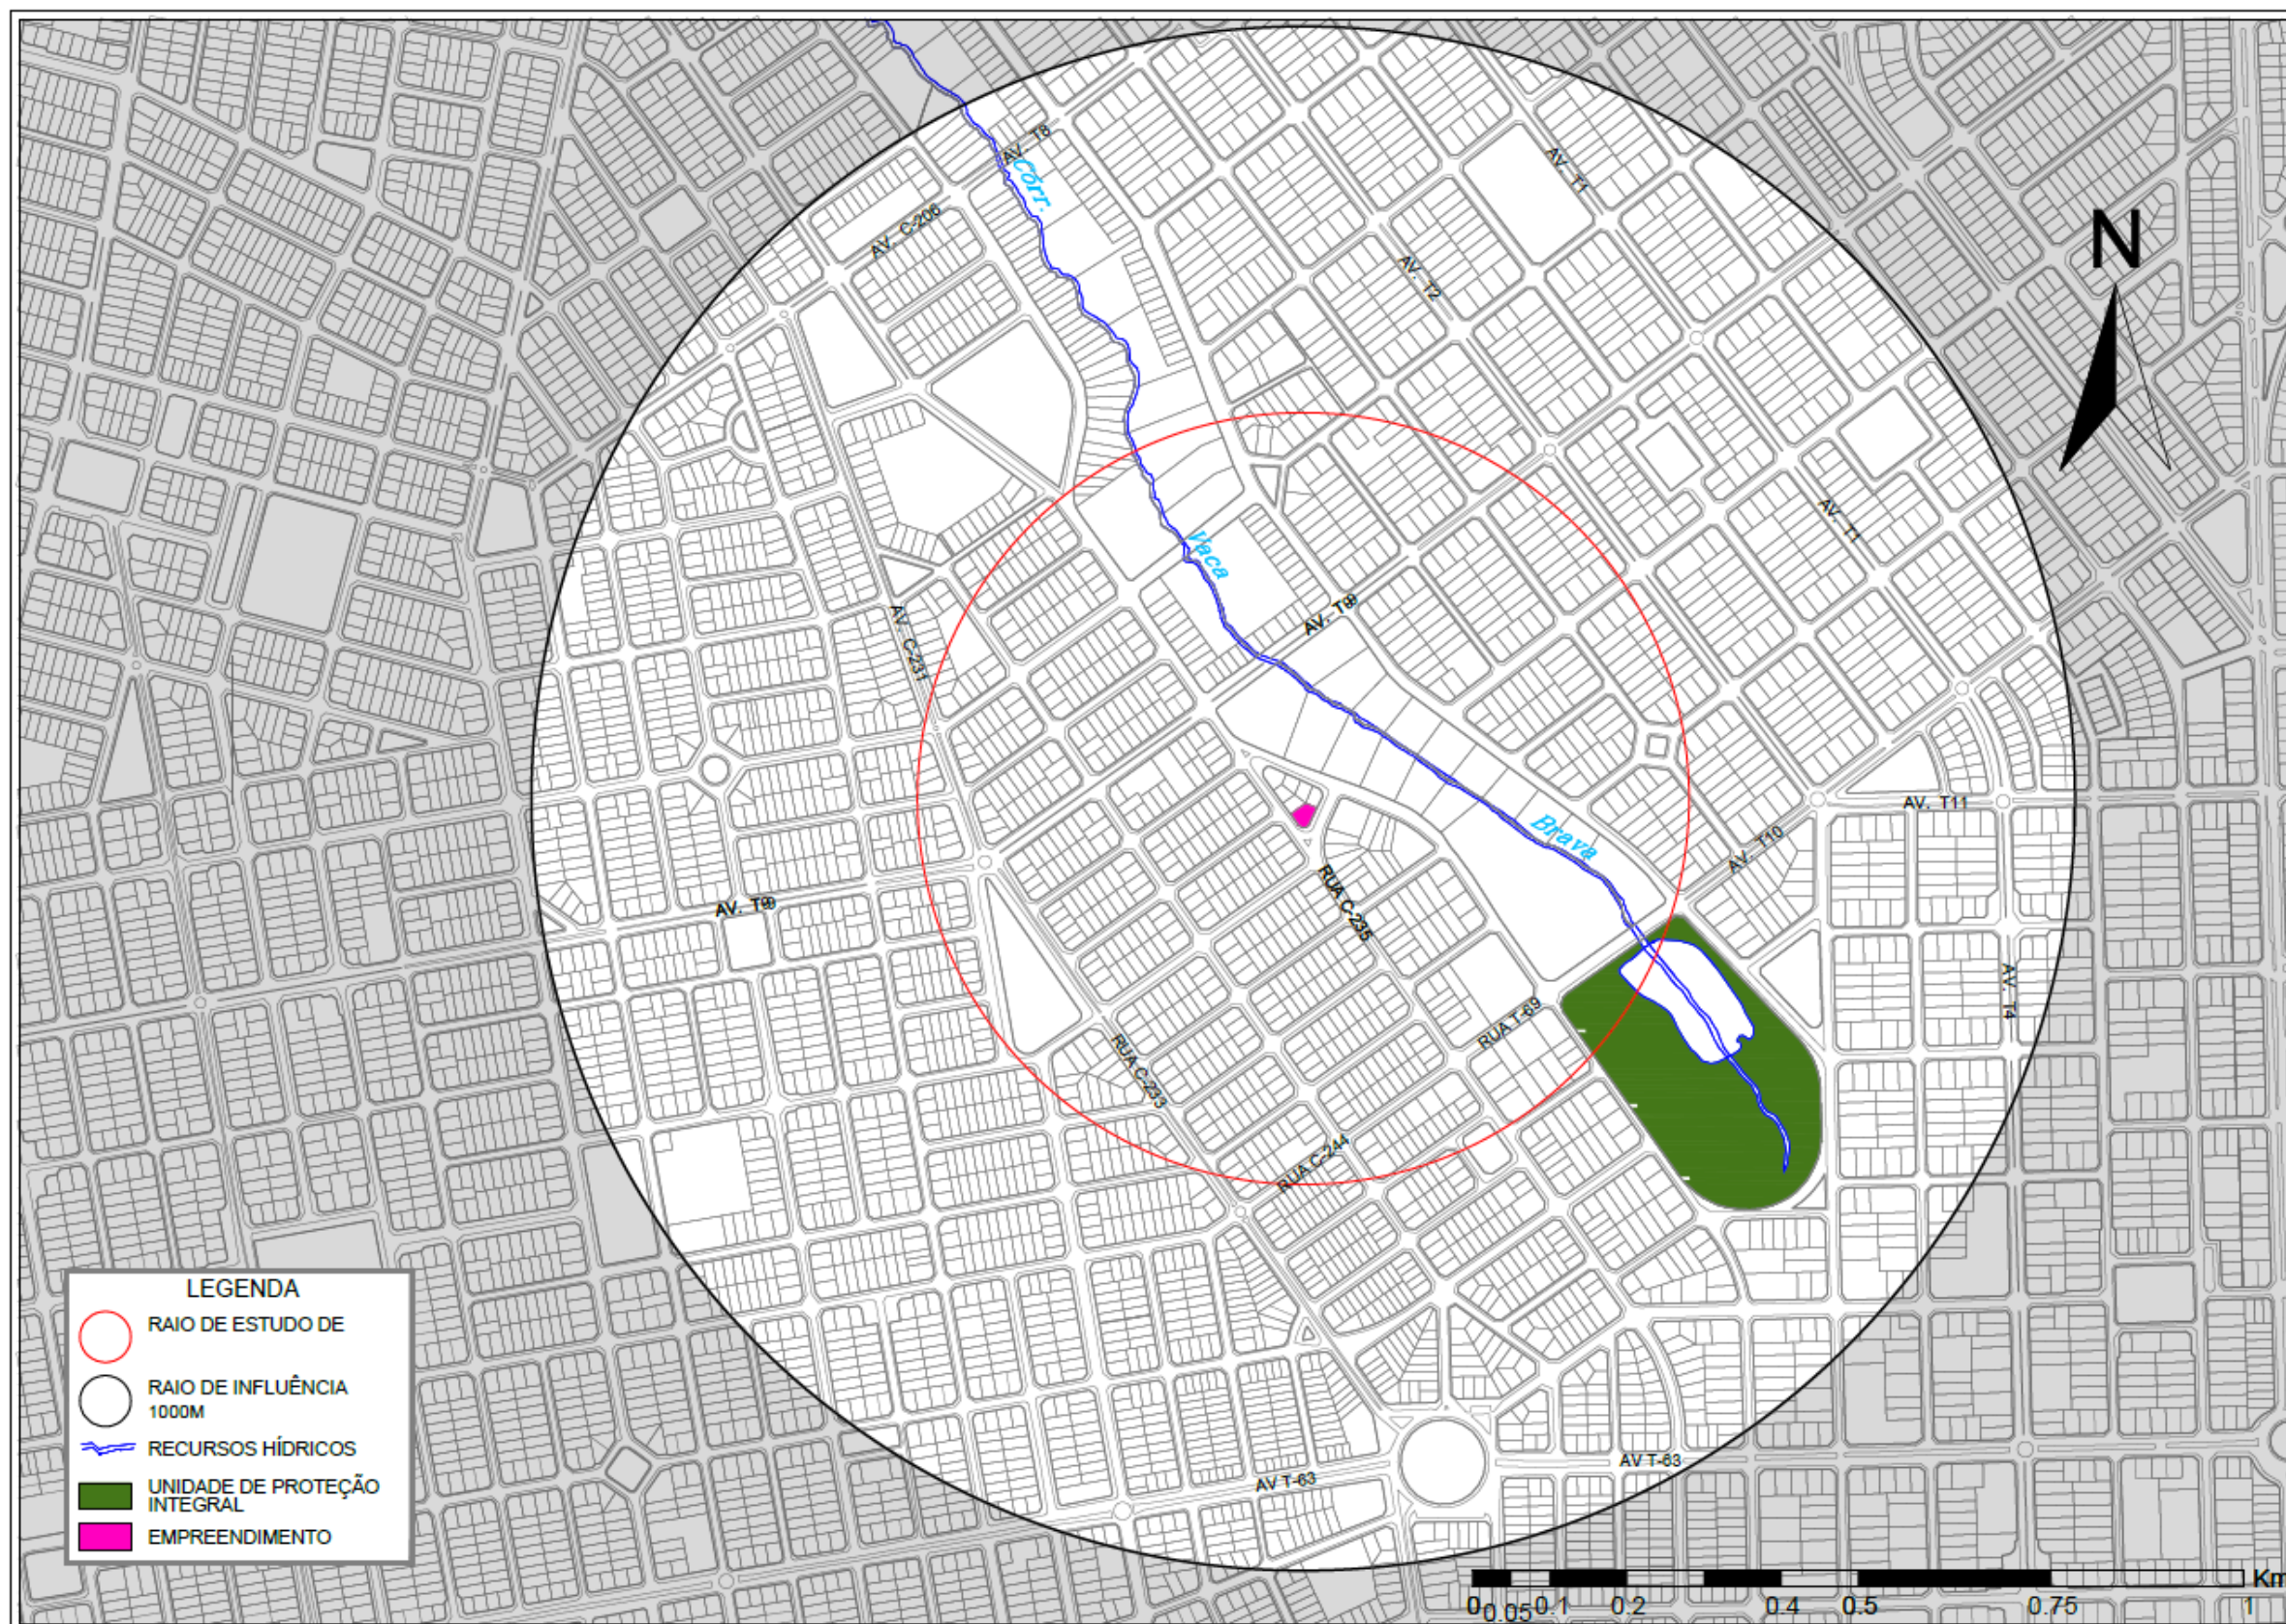 AV. T8
Córr.
AV. T1
AV. C-206
N
AV. T2
AV. T1
Vaca
AV. C-231
AV. T1
Brava
AV. T11
AV. T10
RUA C-235
AV.
AV. T4
RUA T-69
RUA C-233
RUA C-244
AV T-63
AV T-63
LEGENDA
RAIO DE ESTUDO DE
RAIO DE INFLUÊNCIA
1000M
RECURSOS HÍDRICOS
UNIDADE DE PROTEÇÃO
INTEGRAL
EMPREENDIMENTO
Km
0 0.05 0.1 0.2 0.4 0.5 0.75 1